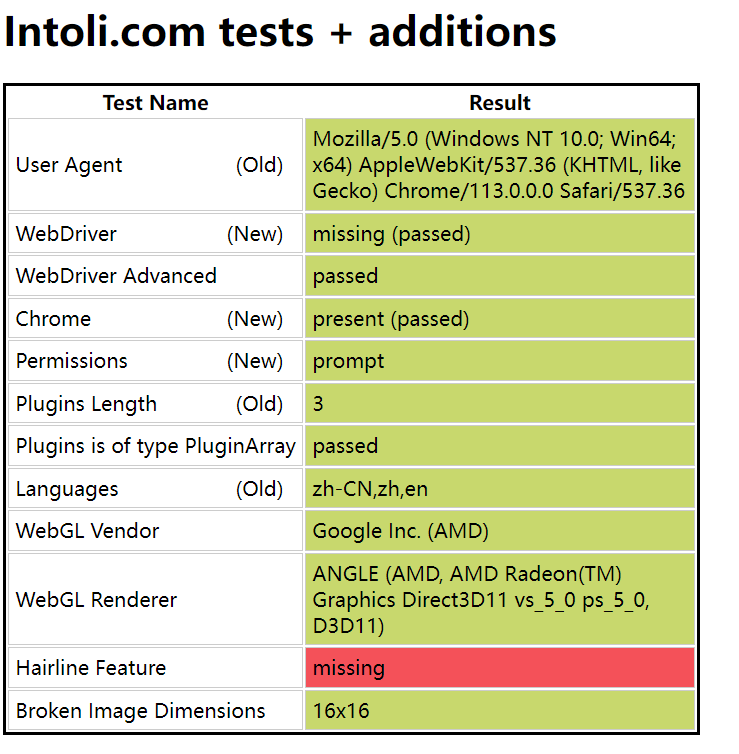 Intoli.com tests + additions
Test Name Result
User Agent (Old) Mozilla/5.0 (Windows NT 10.0; Win64;
x64) AppleWebKit/537.36 (KHTML, like
Gecko) Chrome/113.0.0.0 Safari/537.36
WebDriver (New) missing (passed)
WebDriver Advanced passed
Chrome (New) present (passed)
Permissions (New) prompt
Plugins Length (Old) 3
Plugins is of type PluginArray passed
Languages (Old) zh-CN,zh,en
WebGL Vendor Google Inc. (AMD)
WebGL Renderer ANGLE (AMD, AMD Radeon(TM)
Graphics Direct3D11 vs_5_0 ps_5_0,
D3D11)
Hairline Feature missing
Broken Image Dimensions 16x16